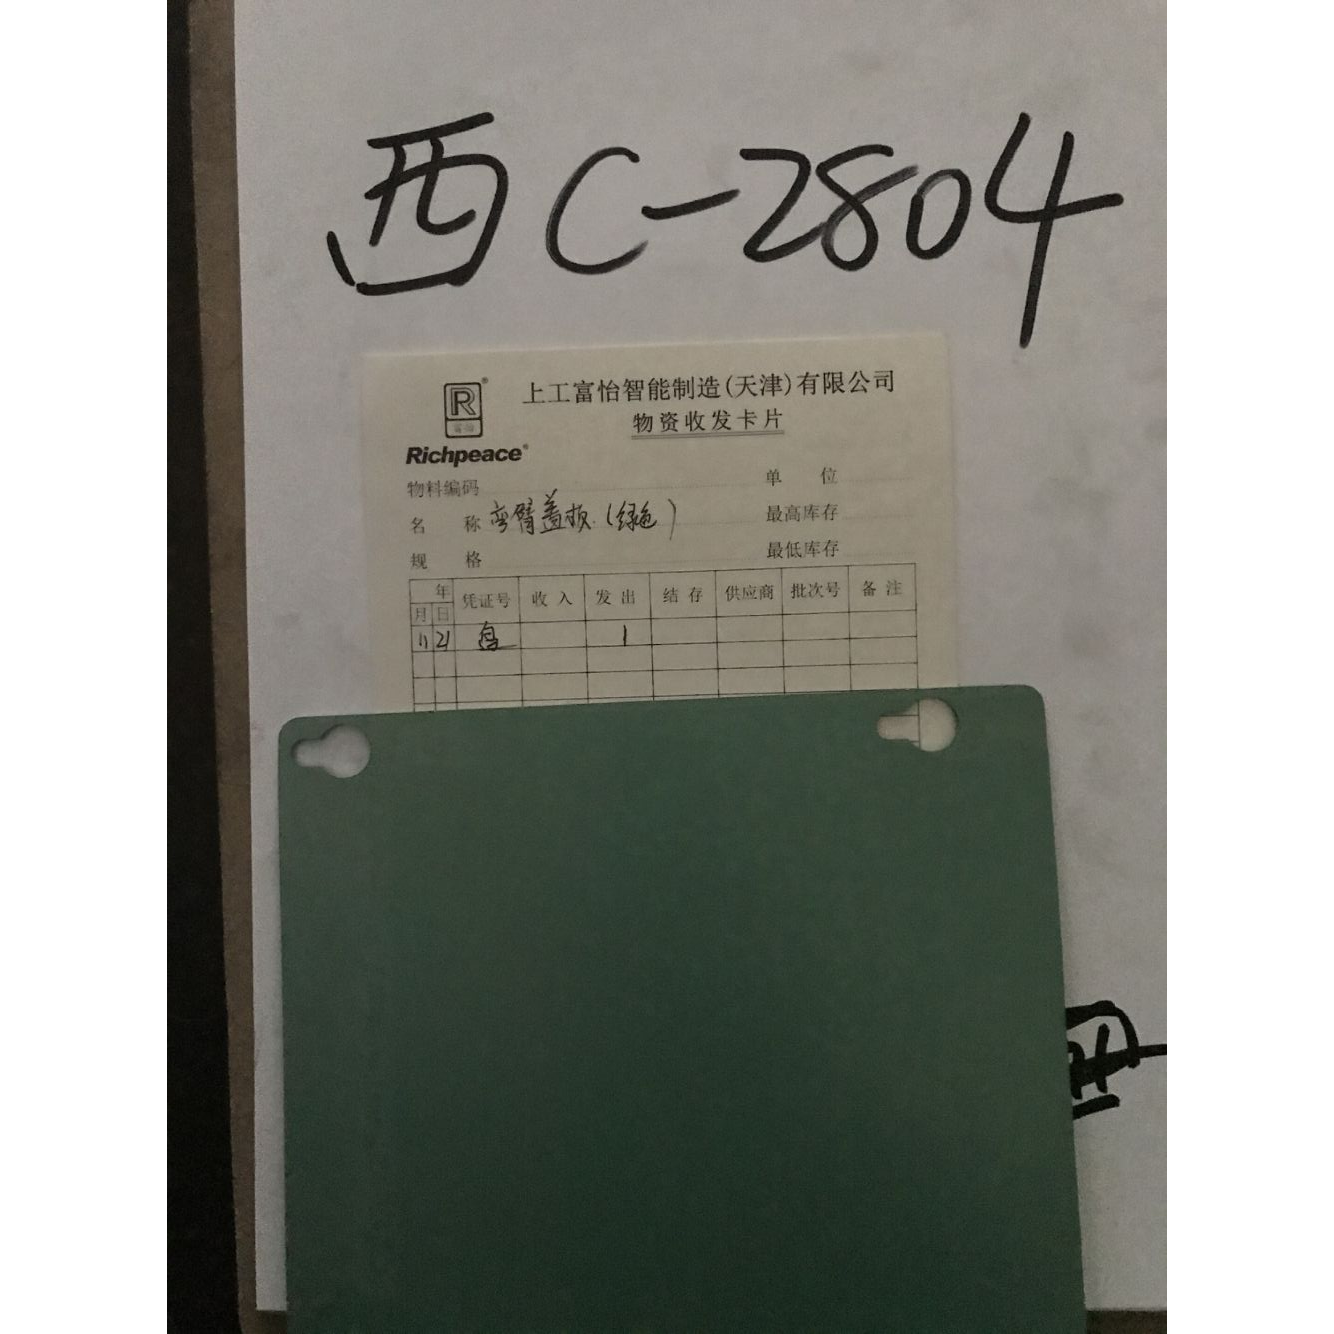 西C-2804
R
富怡
Richpeace
上工富怡智能制造(天津)有限公司
物资收发卡片
物料编码 单 位
名 称 弯臂盖板(绿色) 最高库存
规 格 最低库存
年 凭证号 收入 发出 结存 供应商 批次号 备注
月 日
11 21 1